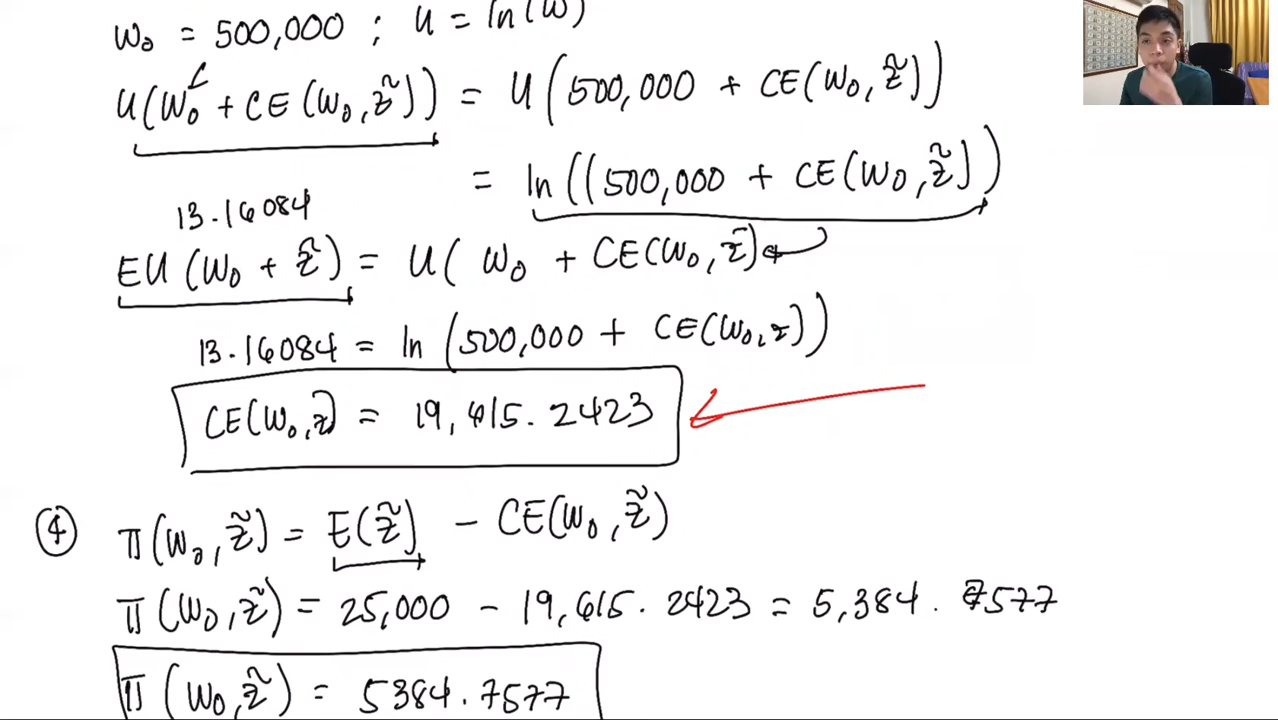 W₀ = 500,000 ; U = ln(W)
U(W₀ + CE(W₀,z̃)) = U(500,000 + CE(W₀,z̃))
= ln((500,000 + CE(W₀,z̃))
13.16084
EU(W₀ + z̃) = U(W₀ + CE(W₀,z̃)
13.16084 = ln(500,000 + CE(W₀,z))
CE(W₀,z) = 19,615.2423
④ π(W₀,z̃) = E(z̃) - CE(W₀,z̃)
π(W₀,z̃) = 25,000 - 19,615.2423 = 5,384.7577
π(W₀,z̃) = 5384.7577